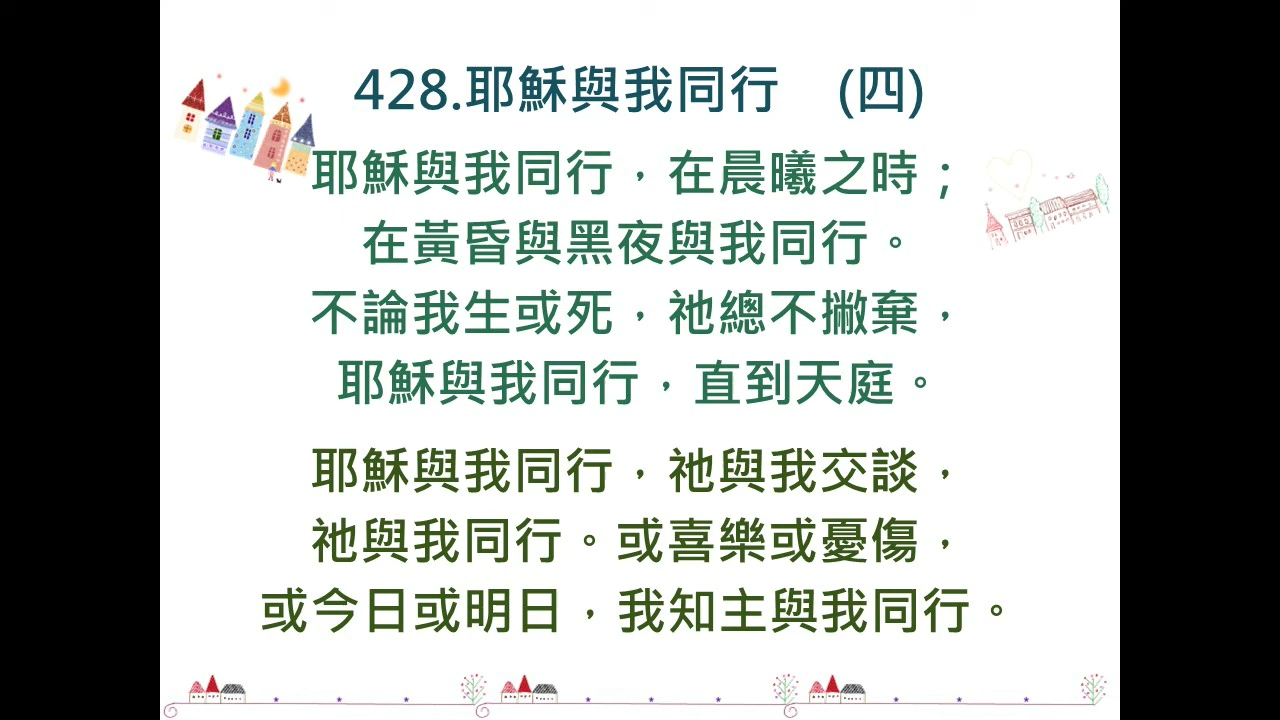 428.耶穌與我同行　(四)
耶穌與我同行，在晨曦之時；
在黃昏與黑夜與我同行。
不論我生或死，祂總不撇棄，
耶穌與我同行，直到天庭。
耶穌與我同行，祂與我交談，
祂與我同行。或喜樂或憂傷，
或今日或明日，我知主與我同行。